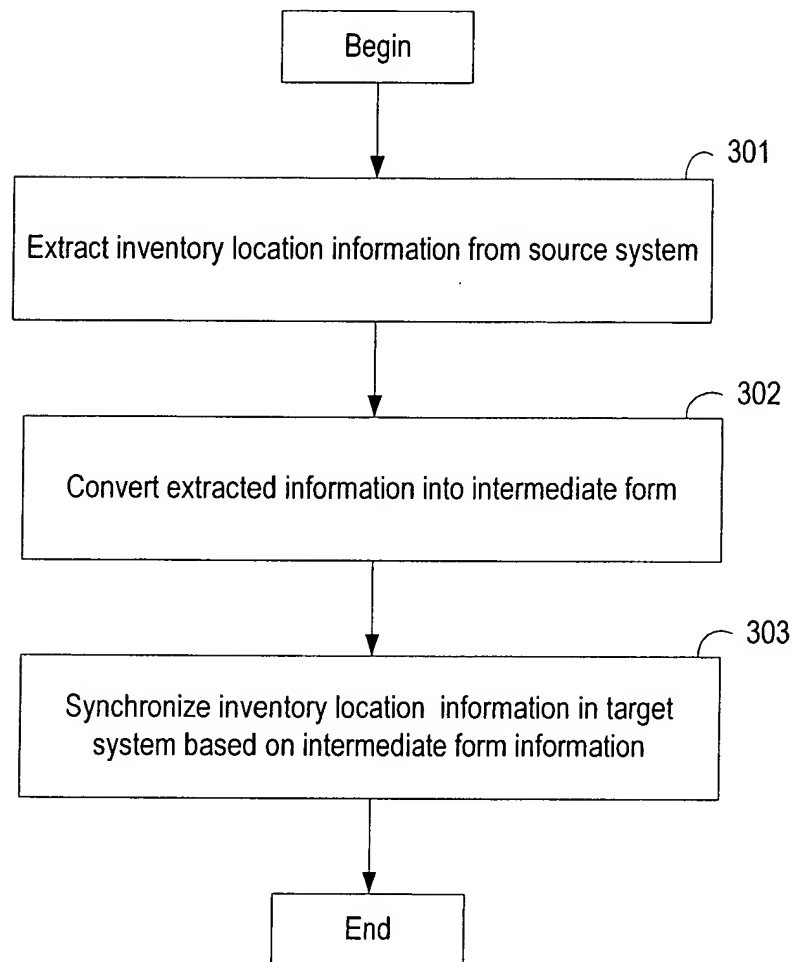 Begin
301
Extract inventory location information from source system
302
Convert extracted information into intermediate form
303
Synchronize inventory location information in target
system based on intermediate form information
End